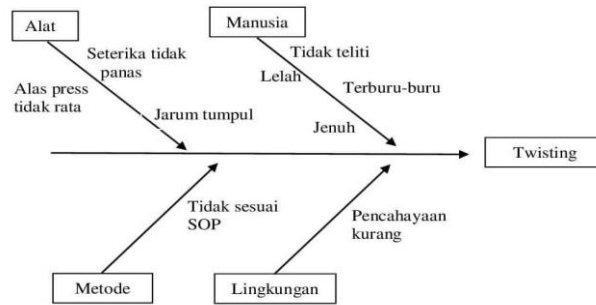 Alat
Manusia
Seterika tidak
panas
Alas press
tidak rata
Jarum tumpul
Tidak teliti
Lelah
Terburu-buru
Jenuh
Twisting
Tidak sesuai
SOP
Pencahayaan
kurang
Metode
Lingkungan